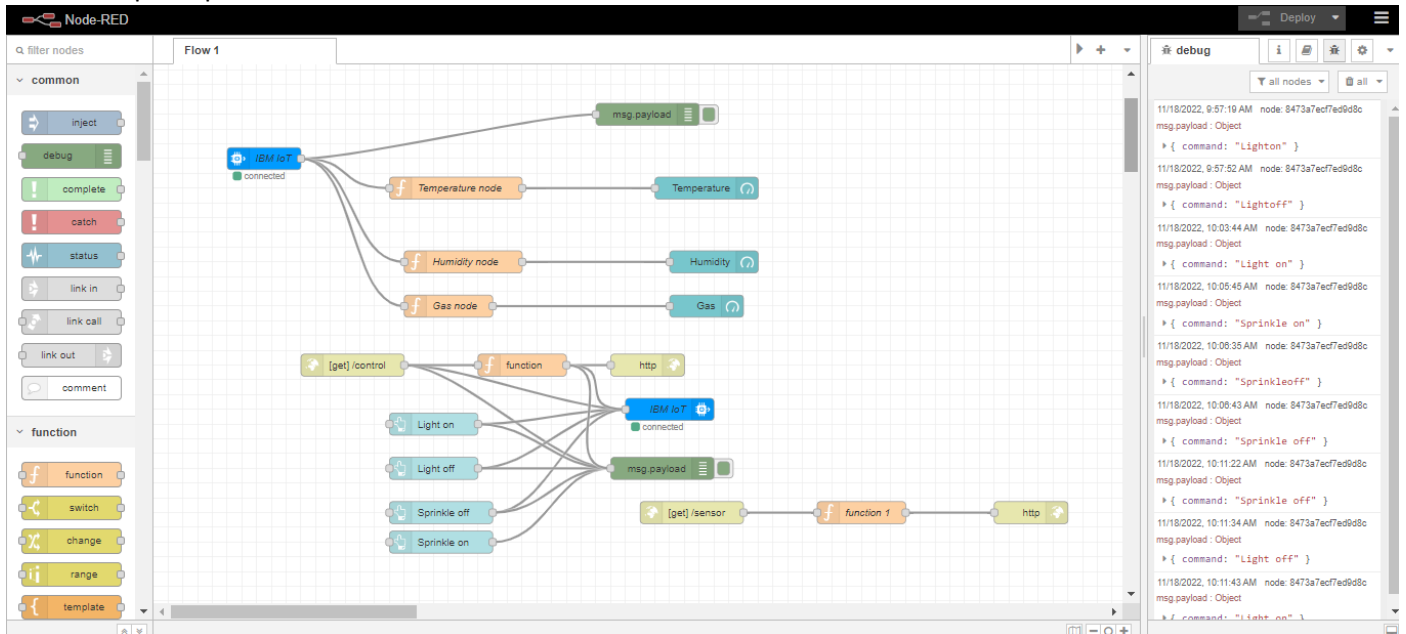 Node-RED
Deploy
filter nodes
Flow 1
debug
i
all nodes
all
common
inject
debug
complete
catch
status
link in
link call
link out
comment
function
function
switch
change
range
template
msg.payload
IBM IoT
connected
Temperature node
Temperature
Humidity node
Humidity
Gas node
Gas
[get] /control
function
http
IBM IoT
connected
Light on
Light off
msg.payload
Sprinkle off
[get] /sensor
function 1
http
Sprinkle on
11/18/2022, 9:57:19 AM node: 8473a7ecf7ed9d8c
msg.payload : Object
{ command: "Lighton" }
11/18/2022, 9:57:52 AM node: 8473a7ecf7ed9d8c
msg.payload : Object
{ command: "Lightoff" }
11/18/2022, 10:03:44 AM node: 8473a7ecf7ed9d8c
msg.payload : Object
{ command: "Light on" }
11/18/2022, 10:05:45 AM node: 8473a7ecf7ed9d8c
msg.payload : Object
{ command: "Sprinkle on" }
11/18/2022, 10:06:35 AM node: 8473a7ecf7ed9d8c
msg.payload : Object
{ command: "Sprinkleoff" }
11/18/2022, 10:06:43 AM node: 8473a7ecf7ed9d8c
msg.payload : Object
{ command: "Sprinkle off" }
11/18/2022, 10:11:22 AM node: 8473a7ecf7ed9d8c
msg.payload : Object
{ command: "Sprinkle off" }
11/18/2022, 10:11:34 AM node: 8473a7ecf7ed9d8c
msg.payload : Object
{ command: "Light off" }
11/18/2022, 10:11:43 AM node: 8473a7ecf7ed9d8c
msg.payload : Object
{ command: "Light on" }